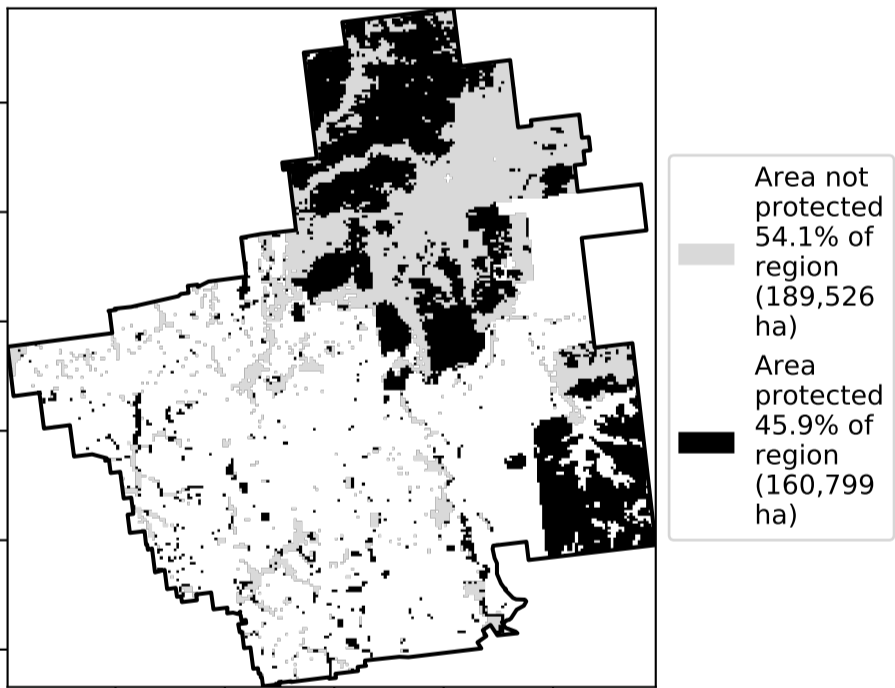 Area not
protected
54.1% of
region
(189,526
ha)
Area
protected
45.9% of
region
(160,799
ha)